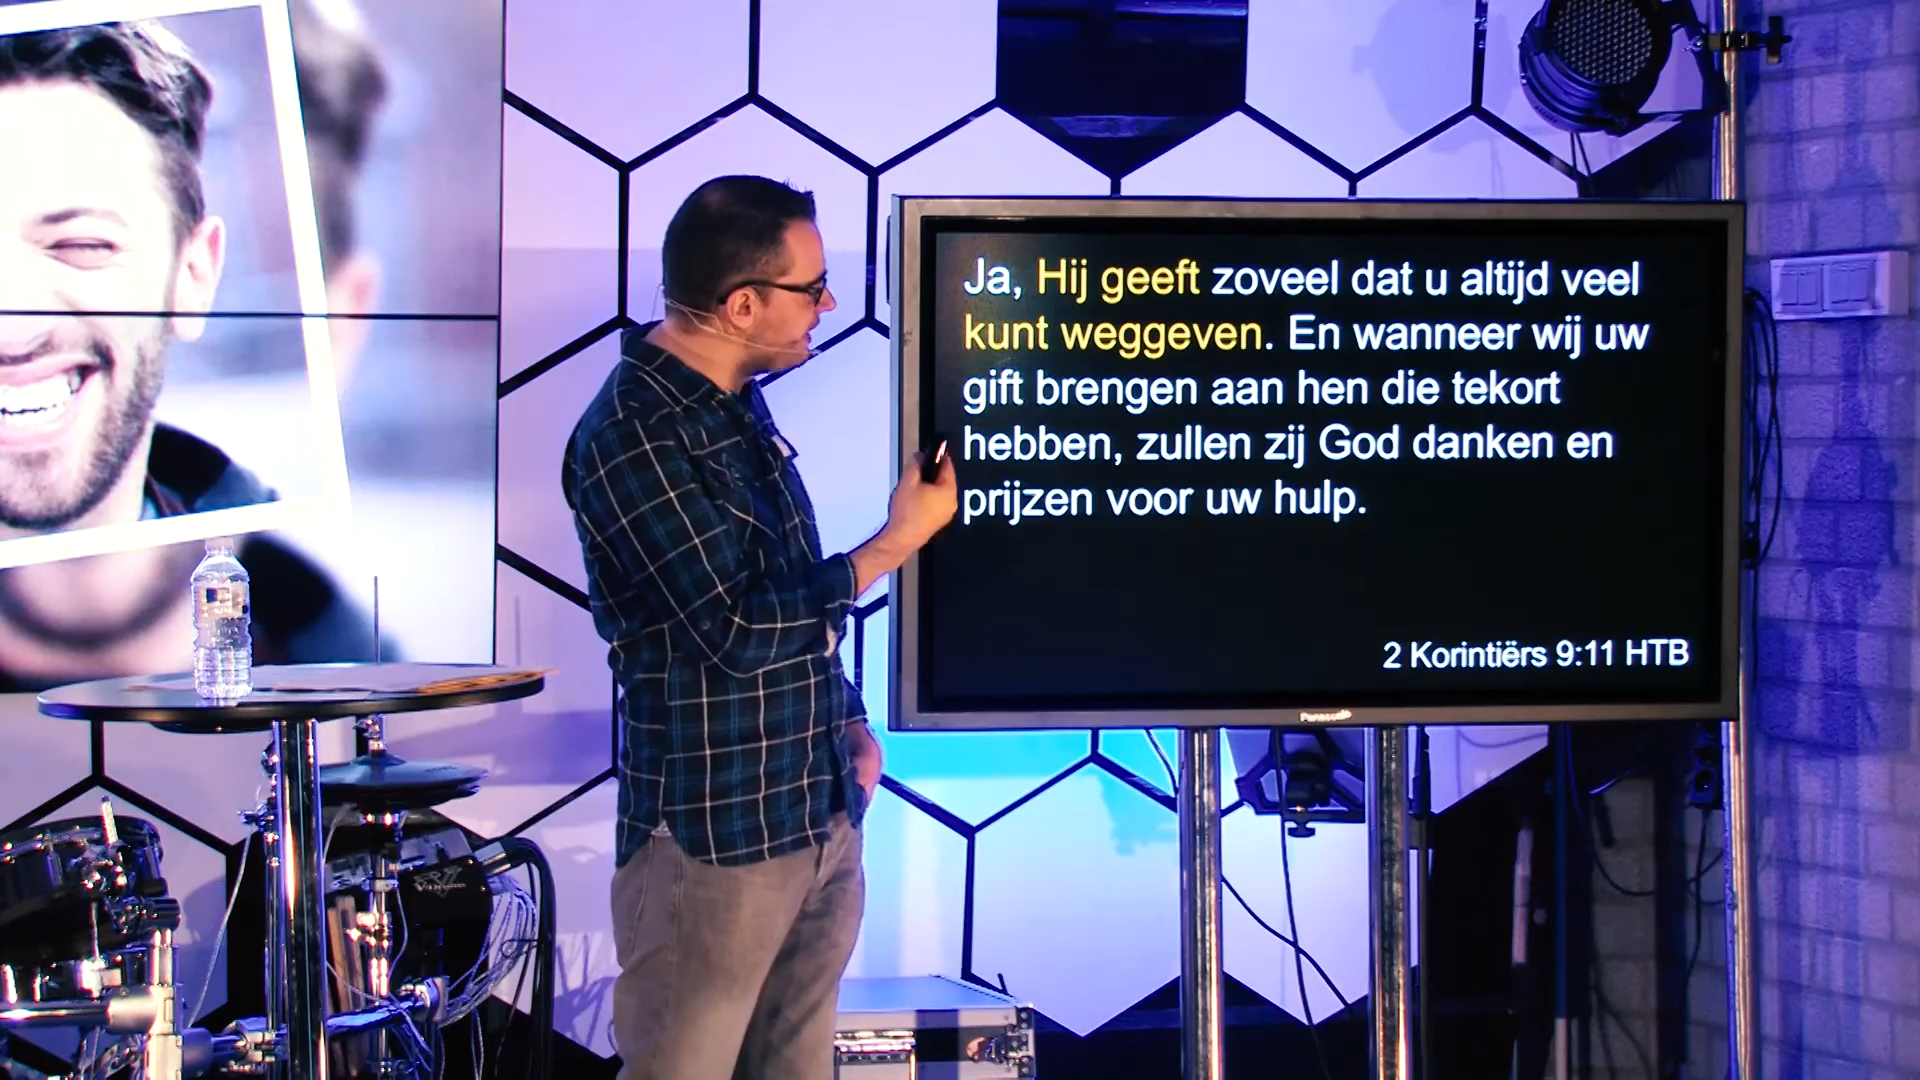 Ja, Hij geeft zoveel dat u altijd veel
kunt weggeven. En wanneer wij uw
gift brengen aan hen die tekort
hebben, zullen zij God danken en
prijzen voor uw hulp.
2 Korintiërs 9:11 HTB
Panasonic